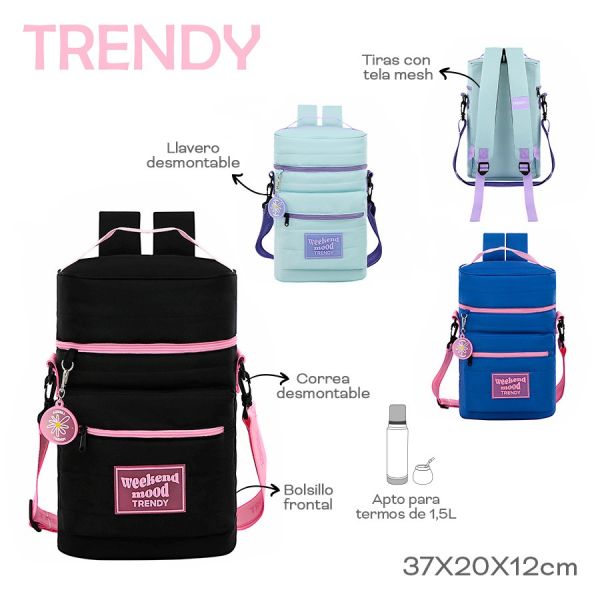 TRENDY
Tiras con
tela mesh
Llavero
desmontable
Weekend
mood
TRENDY
Correa
desmontable
Weekend
mood
TRENDY
Weekend
mood
TRENDY
Bolsillo
frontal
Apto para
termos de 1,5L
37X20X12cm